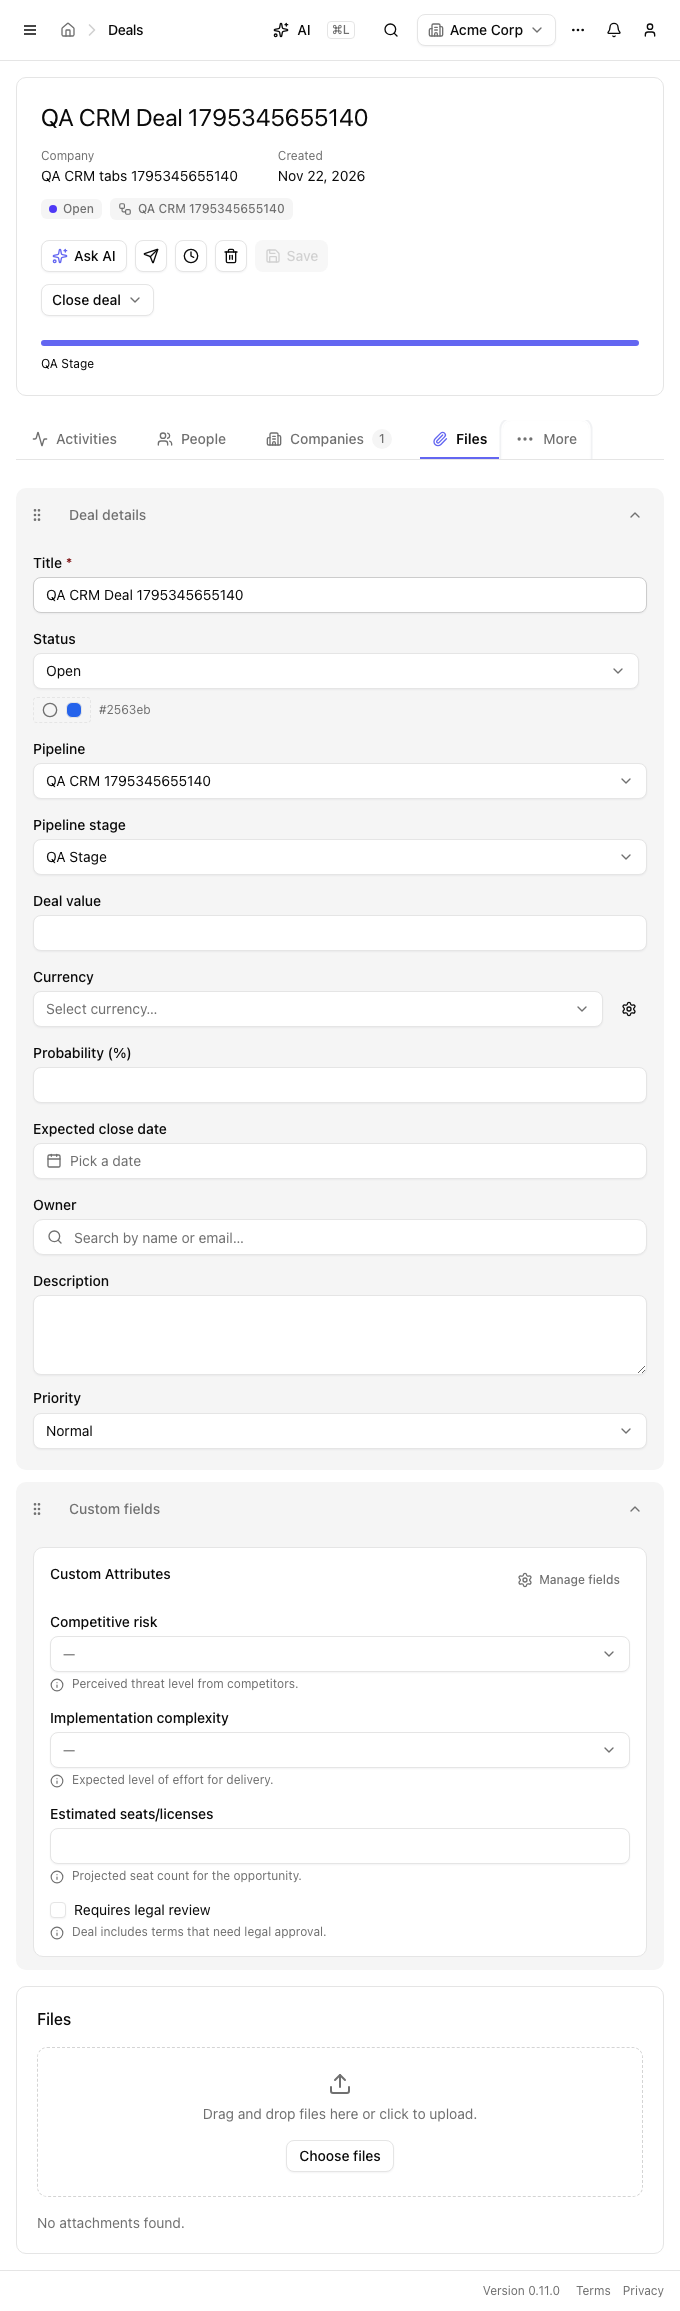 Deals
AI
⌘L
Acme Corp
QA CRM Deal 1795345655140
Company
Created
QA CRM tabs 1795345655140
Nov 22, 2026
Open
QA CRM 1795345655140
Ask AI
Save
Close deal
QA Stage
Activities
People
Companies 1
Files
More
Deal details
Title *
QA CRM Deal 1795345655140
Status
Open
#2563eb
Pipeline
QA CRM 1795345655140
Pipeline stage
QA Stage
Deal value
Currency
Select currency...
Probability (%)
Expected close date
Pick a date
Owner
Search by name or email...
Description
Priority
Normal
Custom fields
Custom Attributes
Manage fields
Competitive risk
—
Perceived threat level from competitors.
Implementation complexity
—
Expected level of effort for delivery.
Estimated seats/licenses
Projected seat count for the opportunity.
Requires legal review
Deal includes terms that need legal approval.
Files
Drag and drop files here or click to upload.
Choose files
No attachments found.
Version 0.11.0
Terms
Privacy